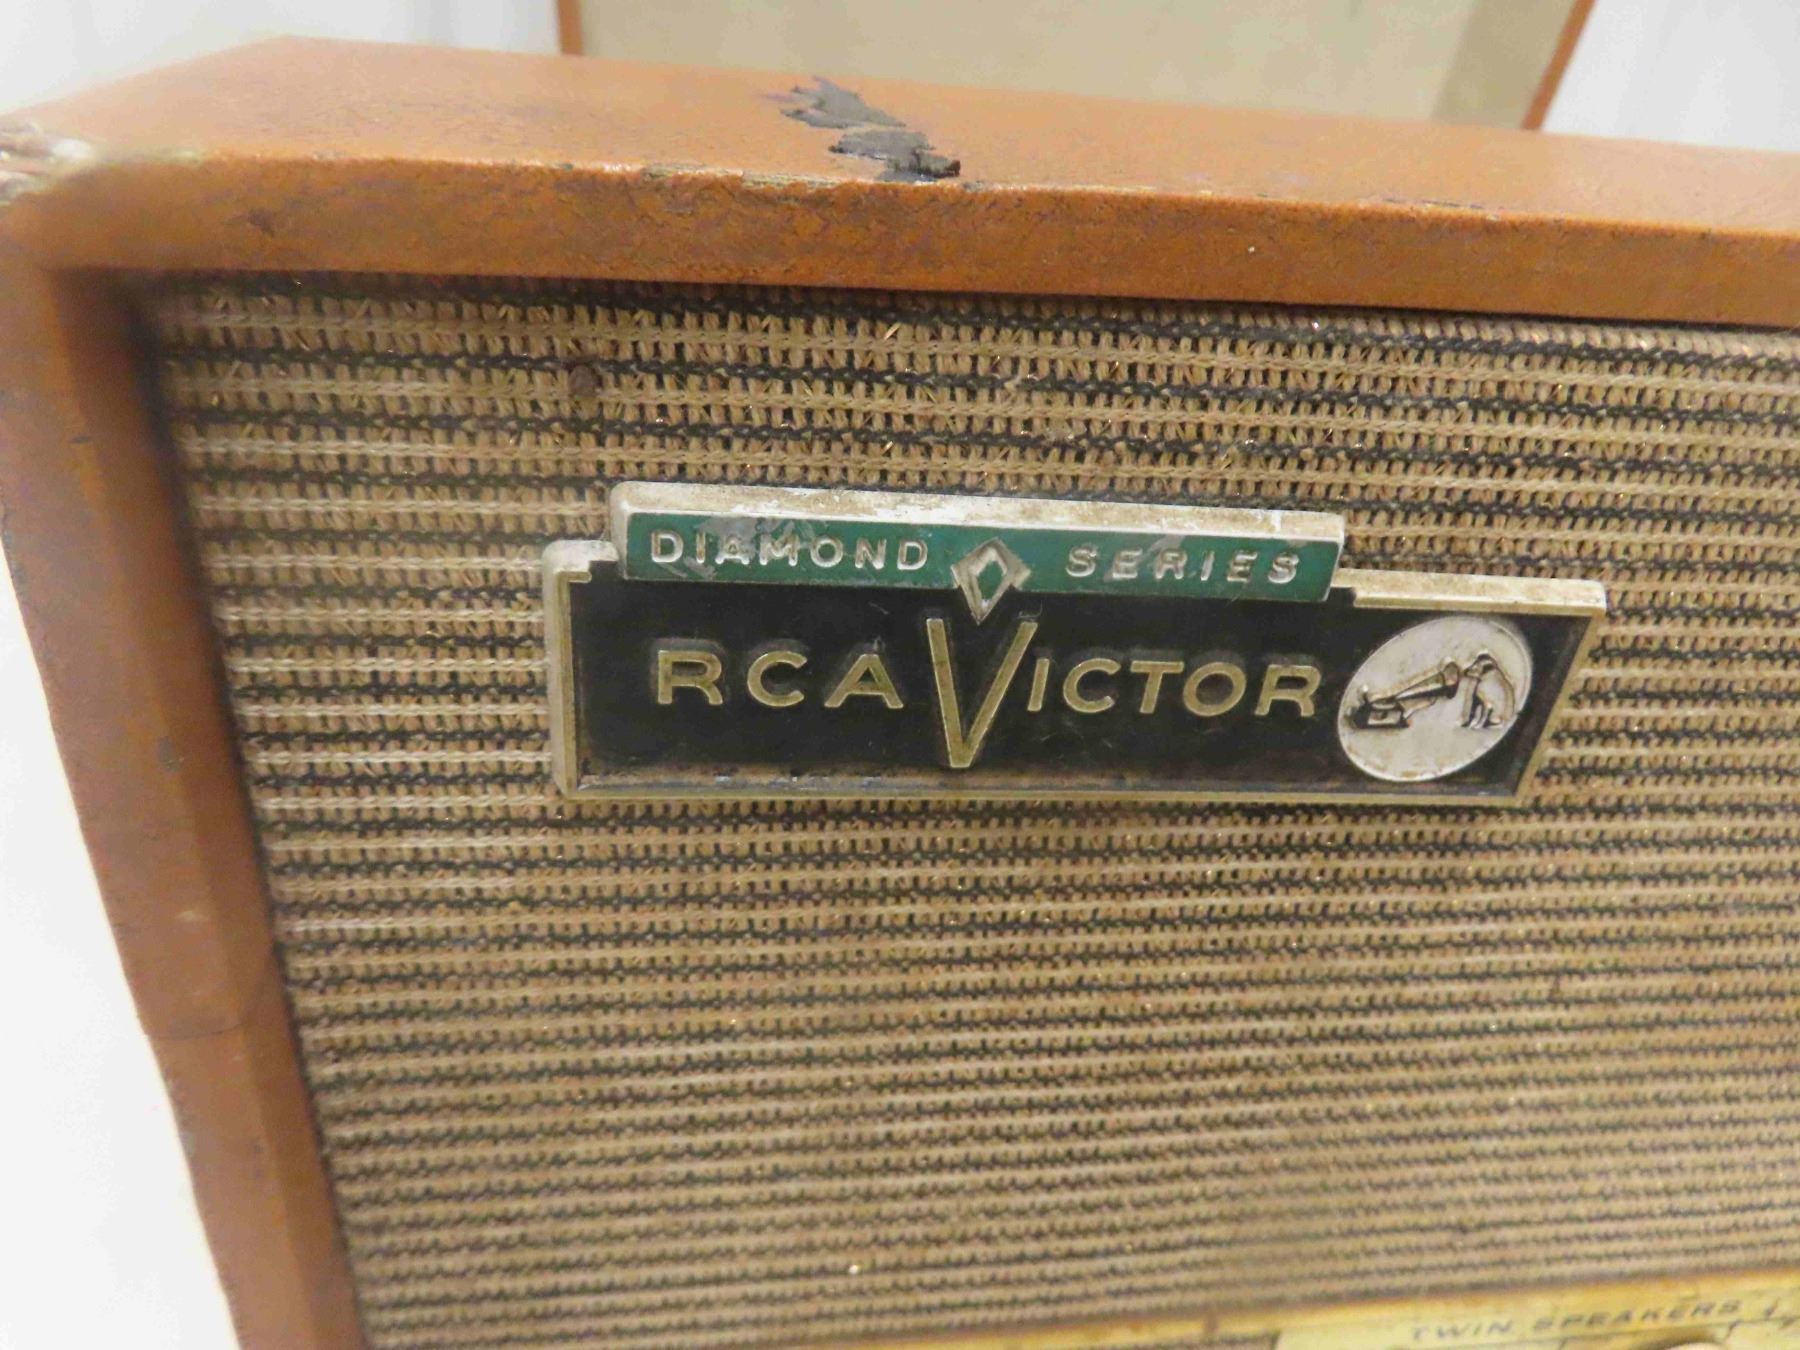 DIAMOND SERIES
RCA VICTOR
TWIN SPEAKERS